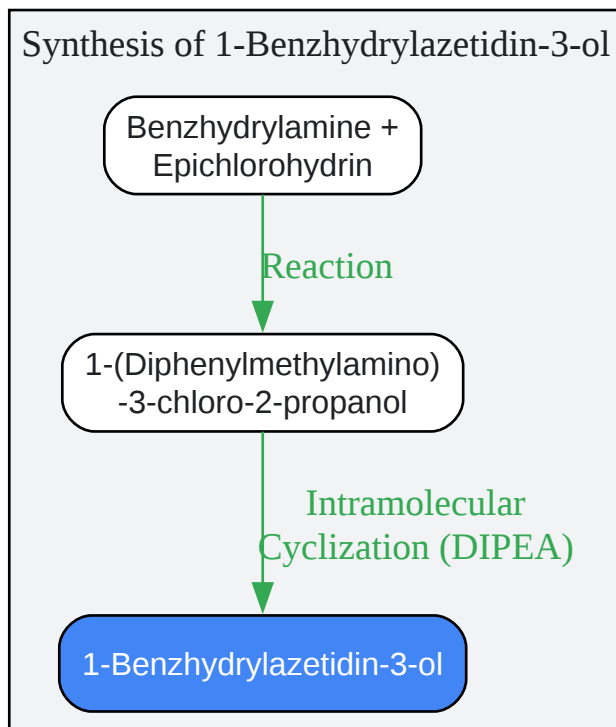 Synthesis of 1-Benzhydrylazetidin-3-ol
Benzhydrylamine +
Epichlorohydrin
Reaction
1-(Diphenylmethylamino)
-3-chloro-2-propanol
Intramolecular
Cyclization (DIPEA)
1-Benzhydrylazetidin-3-ol